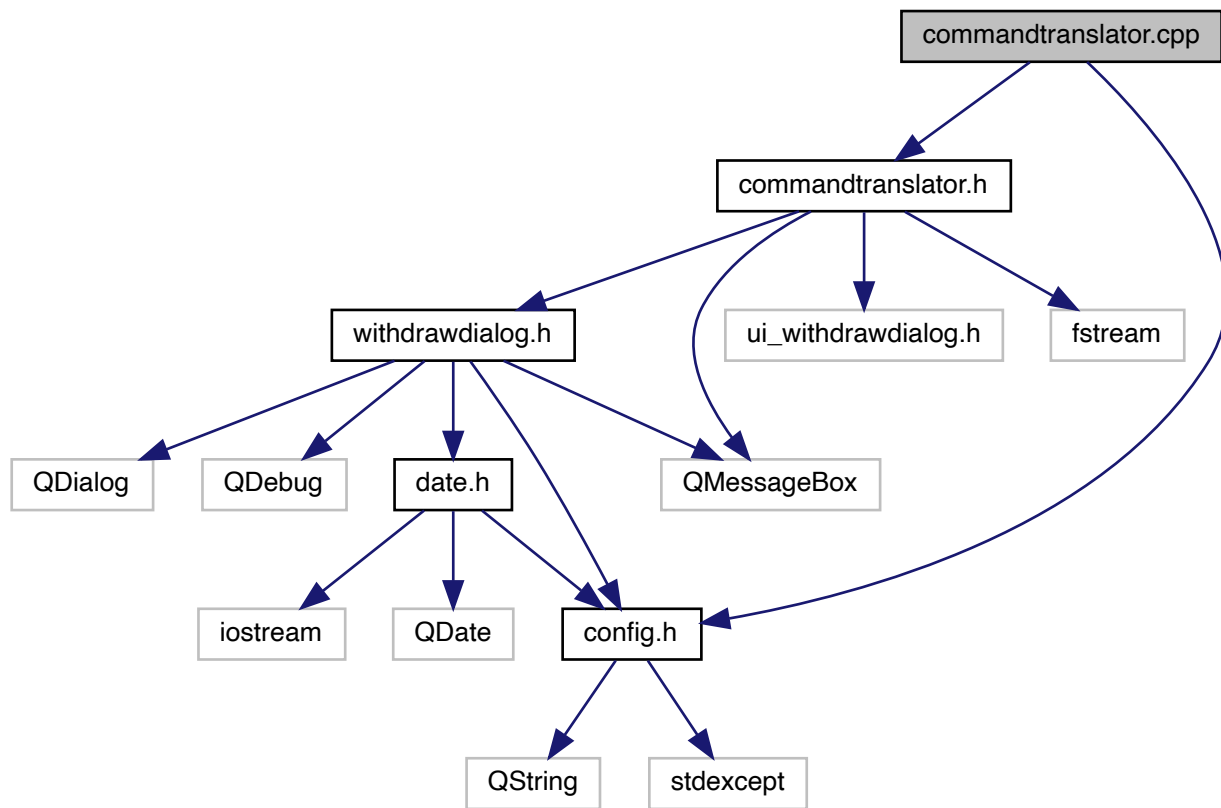 commandtranslator.cpp
commandtranslator.h
withdrawdialog.h
ui_withdrawdialog.h
fstream
QDialog
QDebug
date.h
QMessageBox
iostream
QDate
config.h
QString
stdexcept